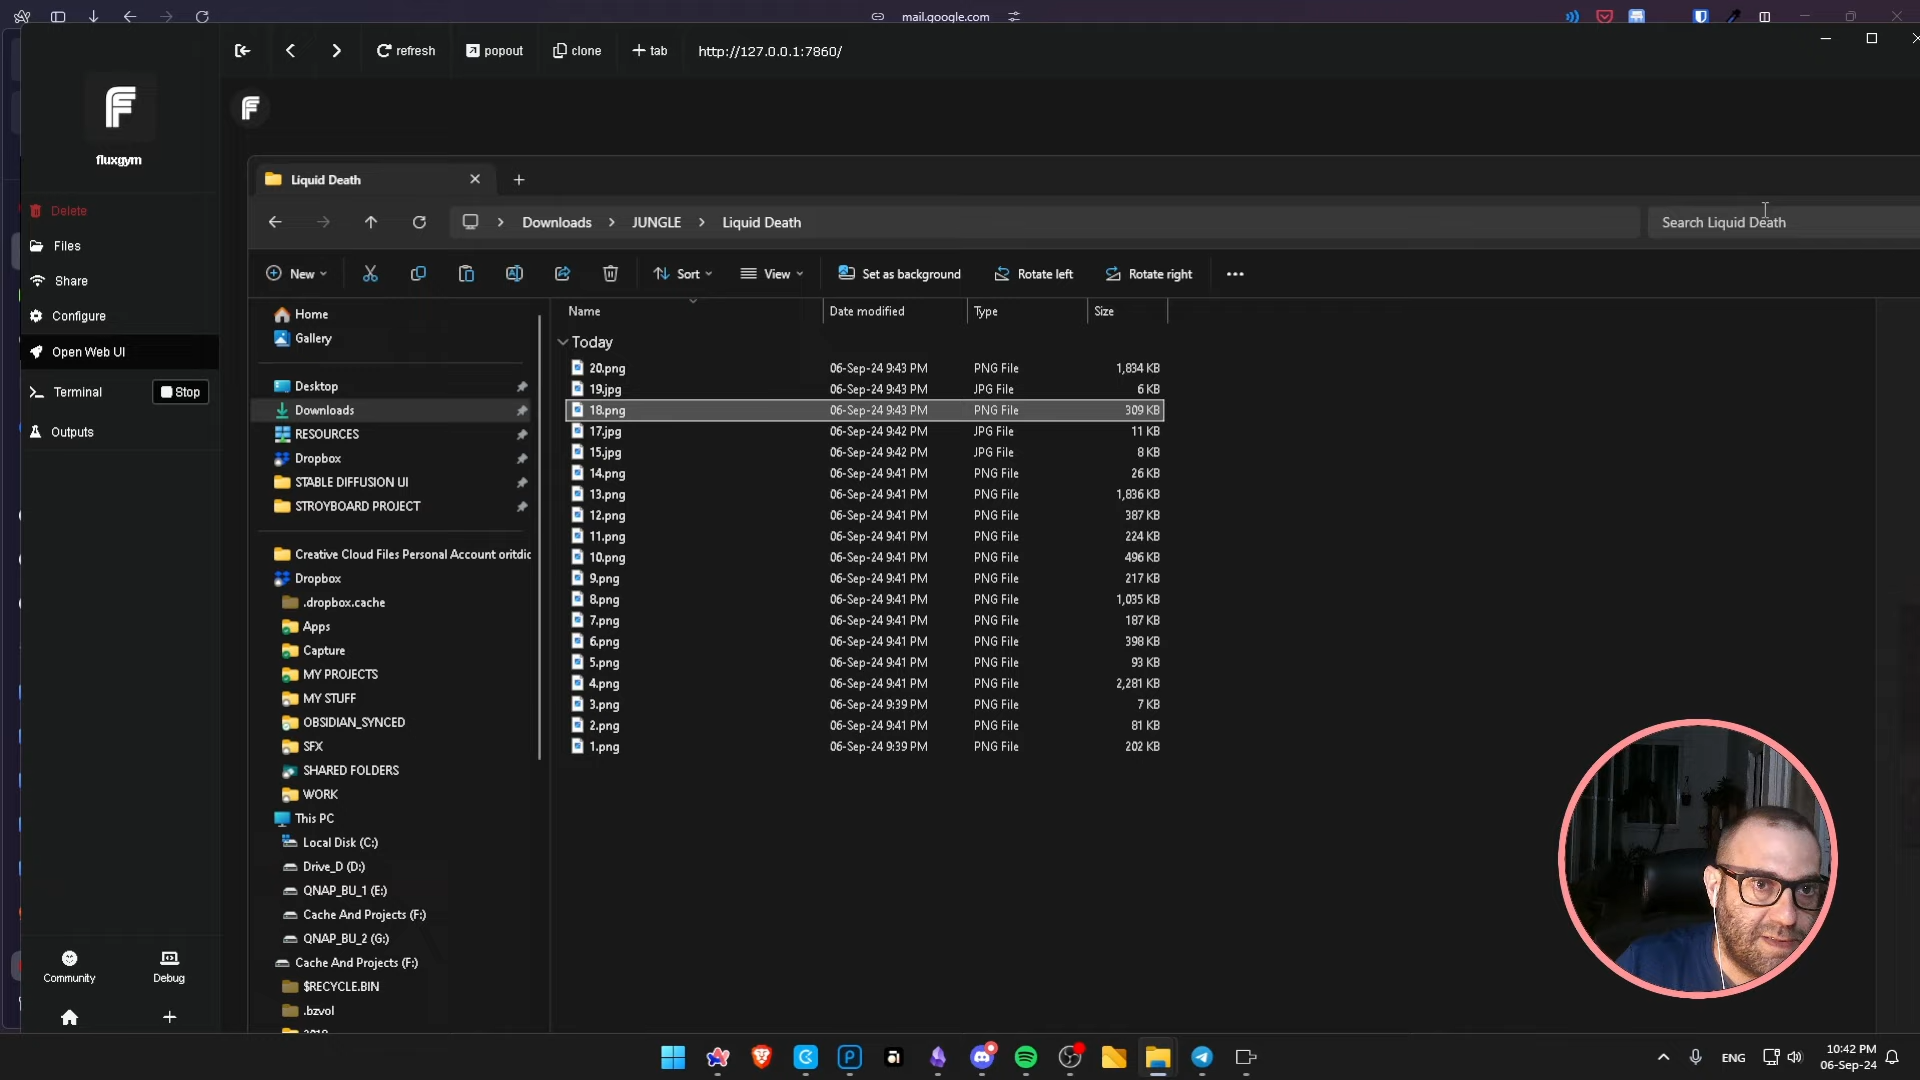 mail.google.com
refresh
popout
clone
tab
http://127.0.0.1:7860/
fluxgym
Delete
Files
Share
Configure
Open Web UI
Terminal
Stop
Outputs
Community
Debug
Liquid Death
Downloads > JUNGLE > Liquid Death
Search Liquid Death
New
Sort
View
Set as background
Rotate left
Rotate right
Home
Gallery
Desktop
Downloads
RESOURCES
Dropbox
STABLE DIFFUSION UI
STROYBOARD PROJECT
Creative Cloud Files Personal Account oritdic
Dropbox
.dropbox.cache
Apps
Capture
MY PROJECTS
MY STUFF
OBSIDIAN_SYNCED
SFX
SHARED FOLDERS
WORK
This PC
Local Disk (C:)
Drive_D (D:)
QNAP_BU_1 (E:)
Cache And Projects (F:)
QNAP_BU_2 (G:)
Cache And Projects (F:)
$RECYCLE.BIN
.bzvol
Name Date modified Type Size
Today
20.png 06-Sep-24 9:43 PM PNG File 1,834 KB
19.jpg 06-Sep-24 9:43 PM JPG File 6 KB
18.png 06-Sep-24 9:43 PM PNG File 309 KB
17.jpg 06-Sep-24 9:42 PM JPG File 11 KB
15.jpg 06-Sep-24 9:42 PM JPG File 8 KB
14.png 06-Sep-24 9:41 PM PNG File 26 KB
13.png 06-Sep-24 9:41 PM PNG File 1,836 KB
12.png 06-Sep-24 9:41 PM PNG File 387 KB
11.png 06-Sep-24 9:41 PM PNG File 224 KB
10.png 06-Sep-24 9:41 PM PNG File 496 KB
9.png 06-Sep-24 9:41 PM PNG File 217 KB
8.png 06-Sep-24 9:41 PM PNG File 1,035 KB
7.png 06-Sep-24 9:41 PM PNG File 187 KB
6.png 06-Sep-24 9:41 PM PNG File 398 KB
5.png 06-Sep-24 9:41 PM PNG File 93 KB
4.png 06-Sep-24 9:41 PM PNG File 2,281 KB
3.png 06-Sep-24 9:39 PM PNG File 7 KB
2.png 06-Sep-24 9:41 PM PNG File 81 KB
1.png 06-Sep-24 9:39 PM PNG File 202 KB
ENG
10:42 PM
06-Sep-24